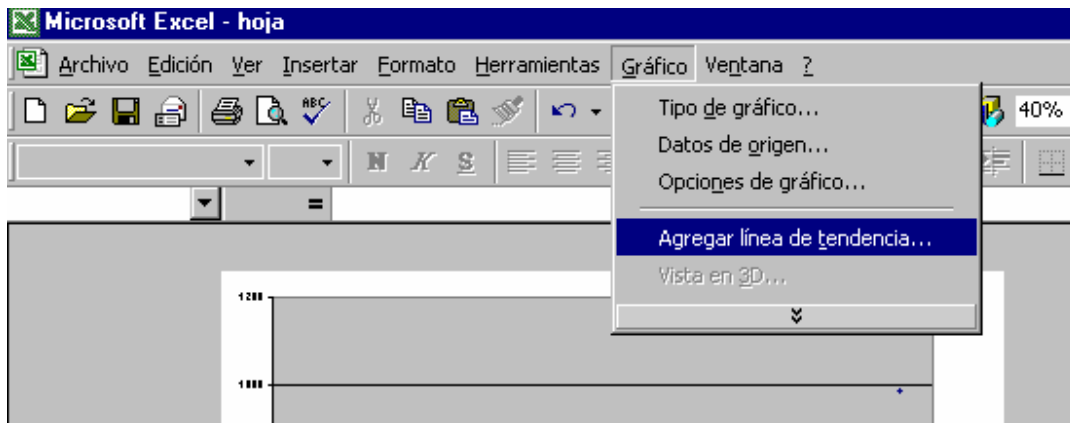 Microsoft Excel - hoja
Archivo Edición Ver Insertar Formato Herramientas Gráfico Ventana ?
ABC 40%
N K S
=
Tipo de gráfico...
Datos de origen...
Opciones de gráfico...
Agregar línea de tendencia...
Vista en 3D...
1200
1000